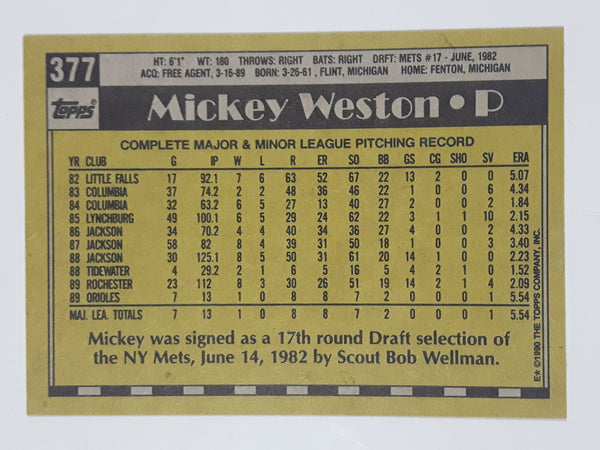 377
HT: 6'1" WT: 180 THROWS: RIGHT BATS: RIGHT DRFT: METS #17 - JUNE, 1982
ACQ: FREE AGENT, 3-16-89 BORN: 3-26-61, FLINT, MICHIGAN HOME: FENTON, MICHIGAN
Topps®
Mickey Weston • P
COMPLETE MAJOR & MINOR LEAGUE PITCHING RECORD
YR CLUB G IP W L R ER SO BB GS CG SHO SV ERA
82 LITTLE FALLS 17 92.1 7 6 63 52 67 22 13 2 0 0 5.07
83 COLUMBIA 37 74.2 2 2 48 36 46 22 0 0 0 6 4.34
84 COLUMBIA 32 63.2 6 5 27 13 40 27 2 0 0 2 1.84
85 LYNCHBURG 49 100.1 6 5 29 24 62 22 3 1 1 10 2.15
86 JACKSON 34 70.2 4 4 40 34 36 27 4 0 0 2 4.33
87 JACKSON 58 82 8 4 39 31 50 18 1 0 0 3 3.40
88 JACKSON 30 125.1 8 5 50 31 61 20 14 1 0 0 2.23
88 TIDEWATER 4 29.2 2 1 6 5 16 5 4 2 1 0 1.52
89 ROCHESTER 23 112 8 3 30 26 51 19 14 2 1 4 2.09
89 ORIOLES 7 13 1 0 8 8 7 2 0 0 0 1 5.54
MAJ. LEA. TOTALS 7 13 1 0 8 8 7 2 0 0 0 1 5.54
Mickey was signed as a 17th round Draft selection of
the NY Mets, June 14, 1982 by Scout Bob Wellman.
E* ©1990 THE TOPPS COMPANY, INC.